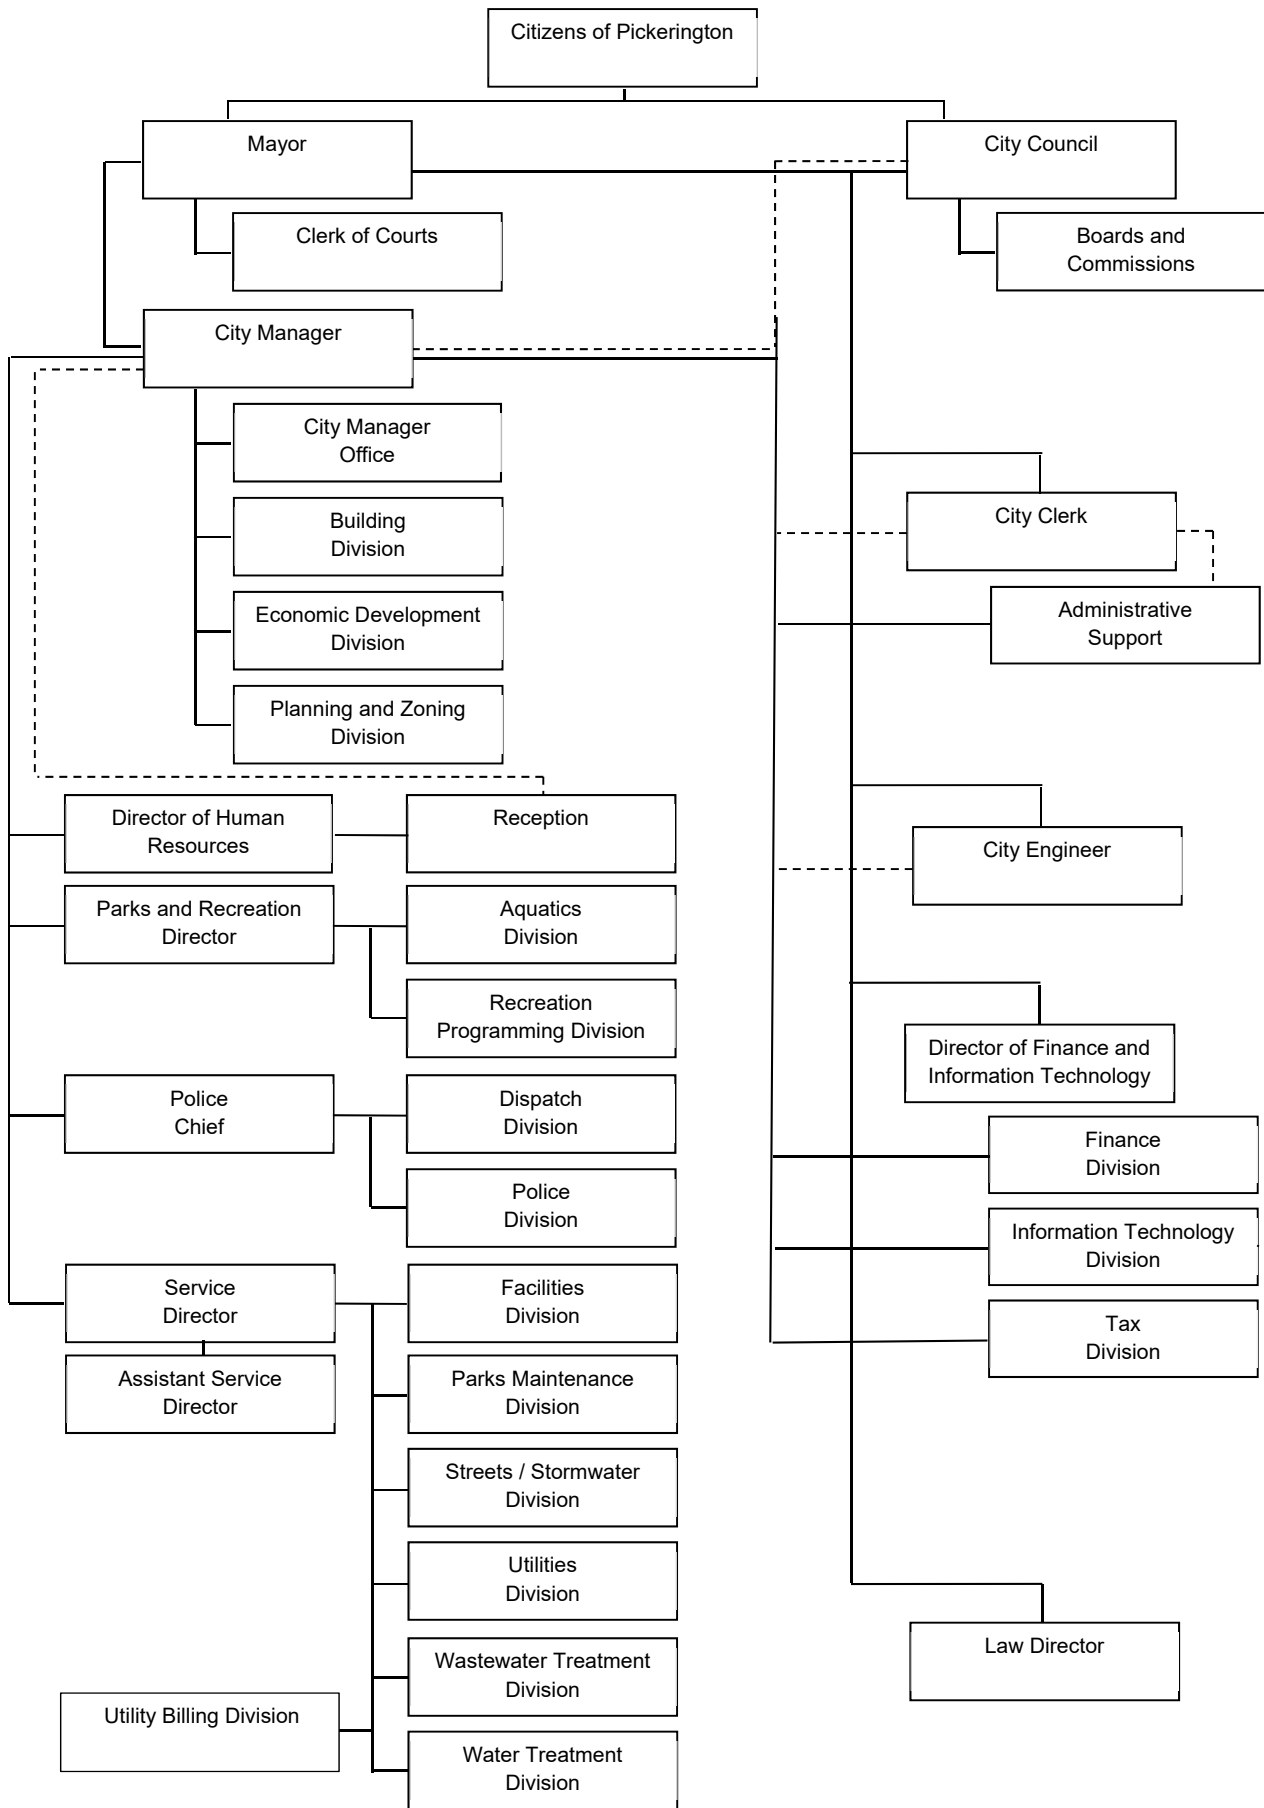 Citizens of Pickerington
Mayor
City Council
Clerk of Courts
Boards and
Commissions
City Manager
City Manager
Office
Building
Division
City Clerk
Economic Development
Division
Administrative
Support
Planning and Zoning
Division
Director of Human
Resources
Reception
City Engineer
Parks and Recreation
Director
Aquatics
Division
Recreation
Programming Division
Director of Finance and
Information Technology
Police
Chief
Dispatch
Division
Finance
Division
Police
Division
Information Technology
Division
Service
Director
Facilities
Division
Tax
Division
Assistant Service
Director
Parks Maintenance
Division
Streets / Stormwater
Division
Utilities
Division
Law Director
Wastewater Treatment
Division
Utility Billing Division
Water Treatment
Division